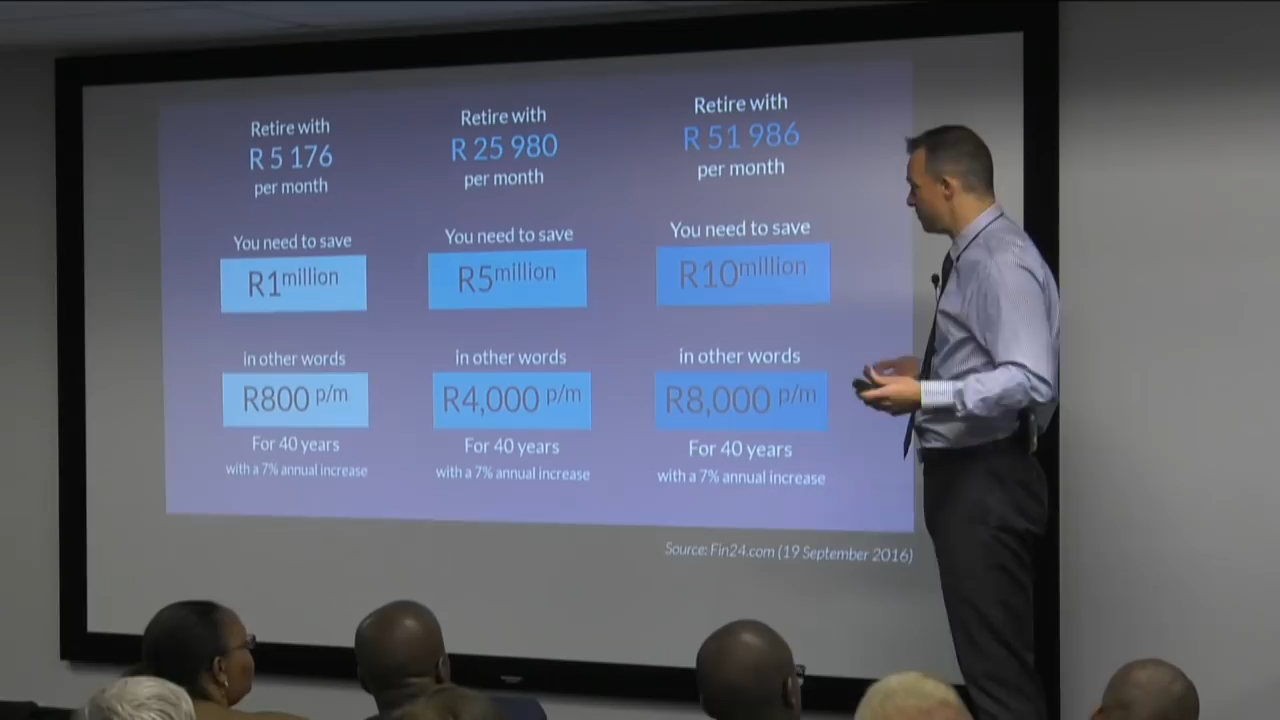 Retire with
R 5 176
per month
You need to save
R1million
in other words
R800 p/m
For 40 years
with a 7% annual increase
Retire with
R 25 980
per month
You need to save
R5million
in other words
R4,000 p/m
For 40 years
with a 7% annual increase
Retire with
R 51 986
per month
You need to save
R10million
in other words
R8,000 p/m
For 40 years
with a 7% annual increase
Source: Fin24.com (19 September 2016)